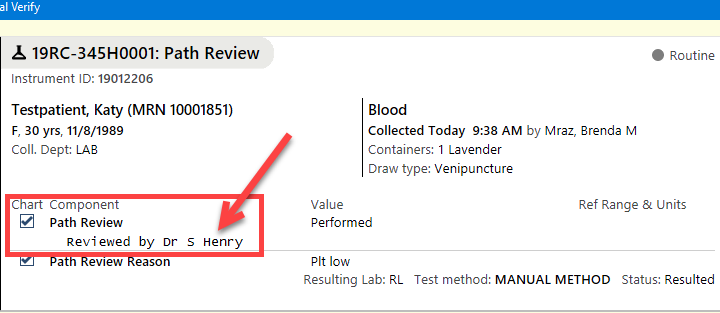 al Verify
19RC-345H0001: Path Review
Routine
Instrument ID: 19012206
Testpatient, Katy (MRN 10001851)
F, 30 yrs, 11/8/1989
Coll. Dept: LAB
Blood
Collected Today 9:38 AM by Mraz, Brenda M
Containers: 1 Lavender
Draw type: Venipuncture
Chart Component Value Ref Range & Units
Path Review Performed
Reviewed by Dr S Henry
Path Review Reason Plt low
Resulting Lab: RL Test method: MANUAL METHOD Status: Resulted